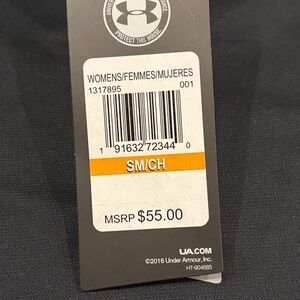 PROTECT THIS HOUSE
WOMENS/FEMMES/MUJERES
1317895 001
1 91632 72344 0
SM/CH
MSRP $55.00
UA.COM
©2016 Under Armour, Inc.
HT-904685